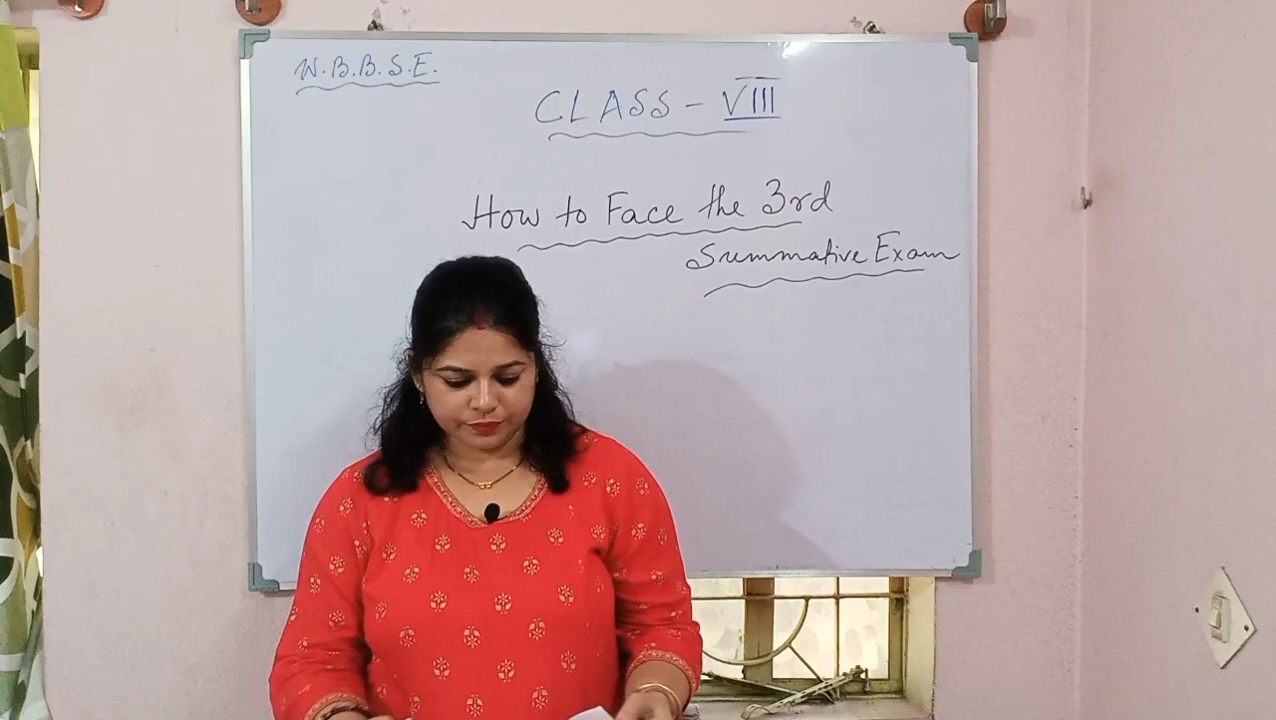 W.B.B.S.E.
CLASS - VIII
How to Face the 3rd
Summative Exam